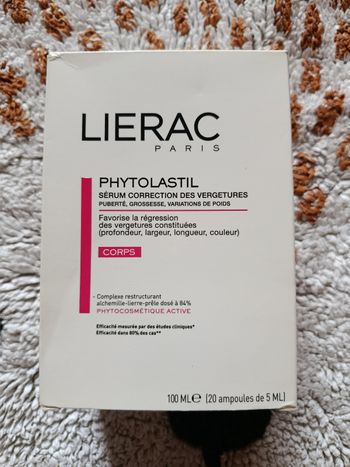 LIERAC
PARIS
PHYTOLASTIL
SÉRUM CORRECTION DES VERGETURES
PUBERTÉ, GROSSESSE, VARIATIONS DE POIDS
Favorise la régression
des vergetures constituées
(profondeur, largeur, longueur, couleur)
CORPS
- Complexe restructurant
alchemille-lierre-prêle dosé à 84%
PHYTOCOSMÉTIQUE ACTIVE
Efficacité mesurée par des études cliniques*
Efficacité dans 80% des cas**
100 ML℮ (20 ampoules de 5 ML)